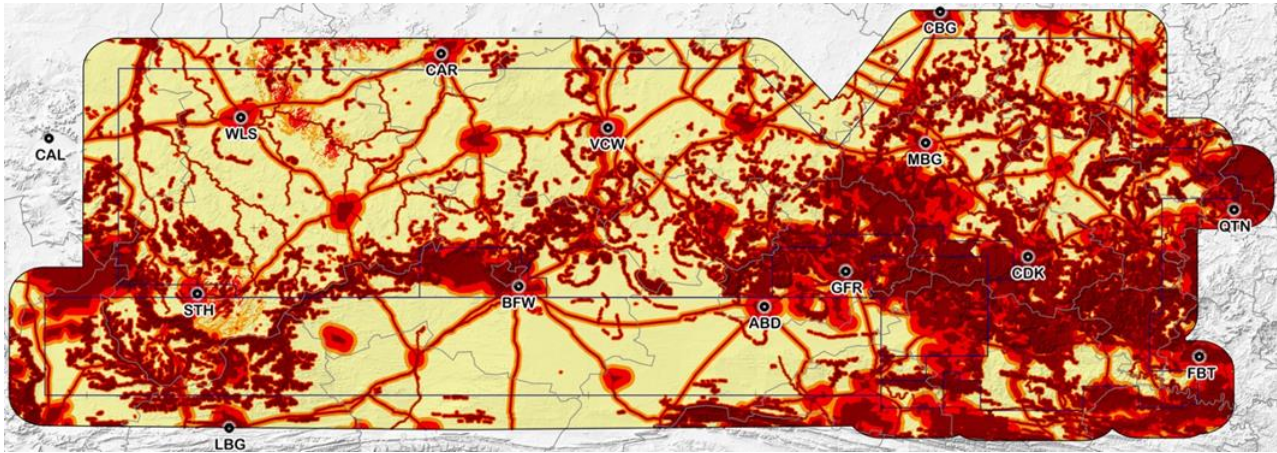 CBG
CAR
WLS
VCW
CAL
MBG
QTN
CDK
GFR
STH
BFW
ABD
FBT
LBG